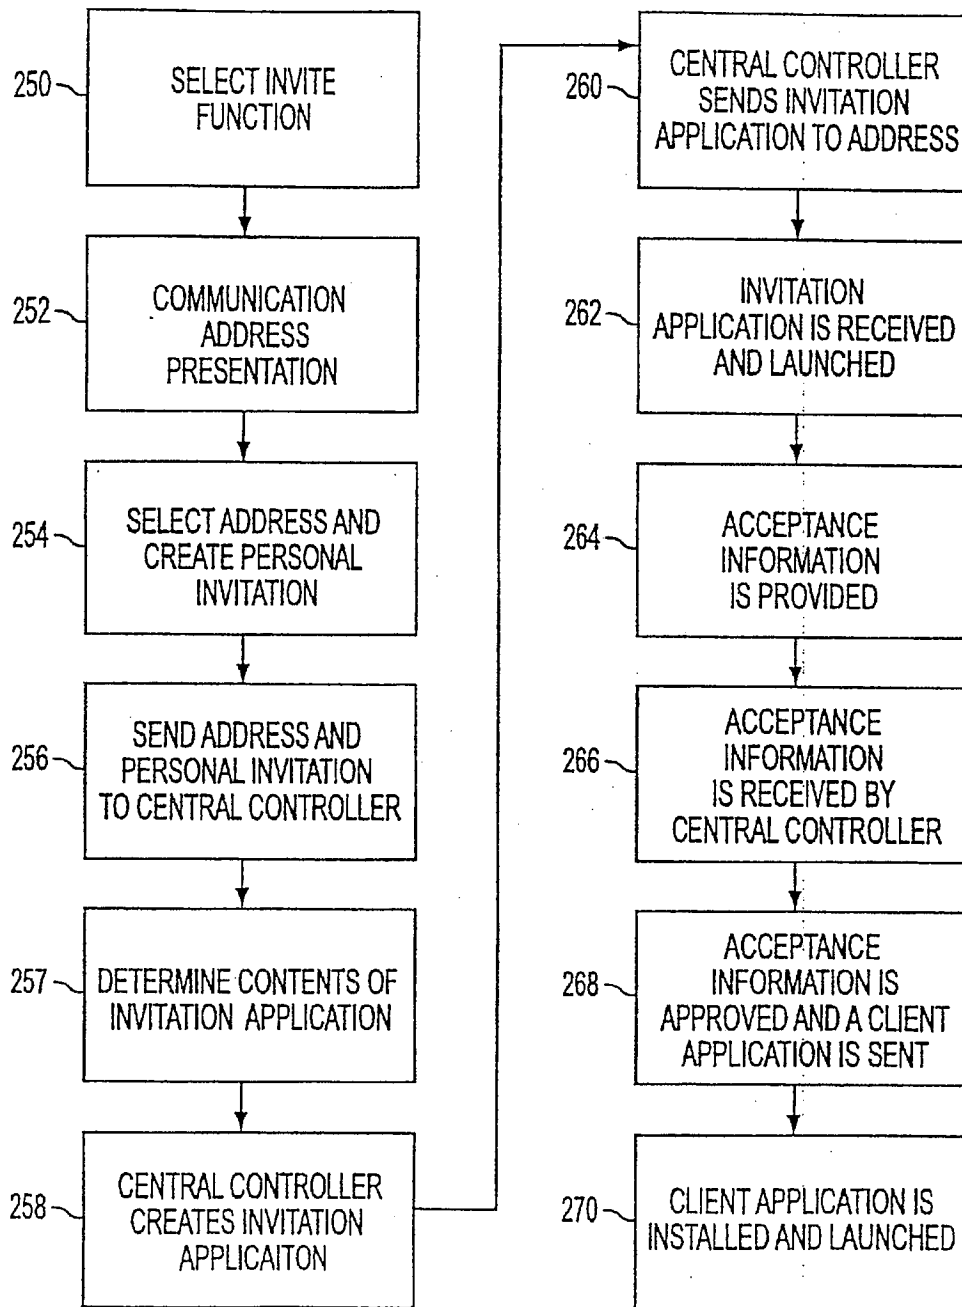 250
SELECT INVITE
FUNCTION
252
COMMUNICATION
ADDRESS
PRESENTATION
254
SELECT ADDRESS AND
CREATE PERSONAL
INVITATION
256
SEND ADDRESS AND
PERSONAL INVITATION
TO CENTRAL CONTROLLER
257
DETERMINE CONTENTS OF
INVITATION APPLICATION
258
CENTRAL CONTROLLER
CREATES INVITATION
APPLICAITON
260
CENTRAL CONTROLLER
SENDS INVITATION
APPLICATION TO ADDRESS
262
INVITATION
APPLICATION IS RECEIVED
AND LAUNCHED
264
ACCEPTANCE
INFORMATION
IS PROVIDED
266
ACCEPTANCE
INFORMATION
IS RECEIVED BY
CENTRAL CONTROLLER
268
ACCEPTANCE
INFORMATION IS
APPROVED AND A CLIENT
APPLICATION IS SENT
270
CLIENT APPLICATION IS
INSTALLED AND LAUNCHED